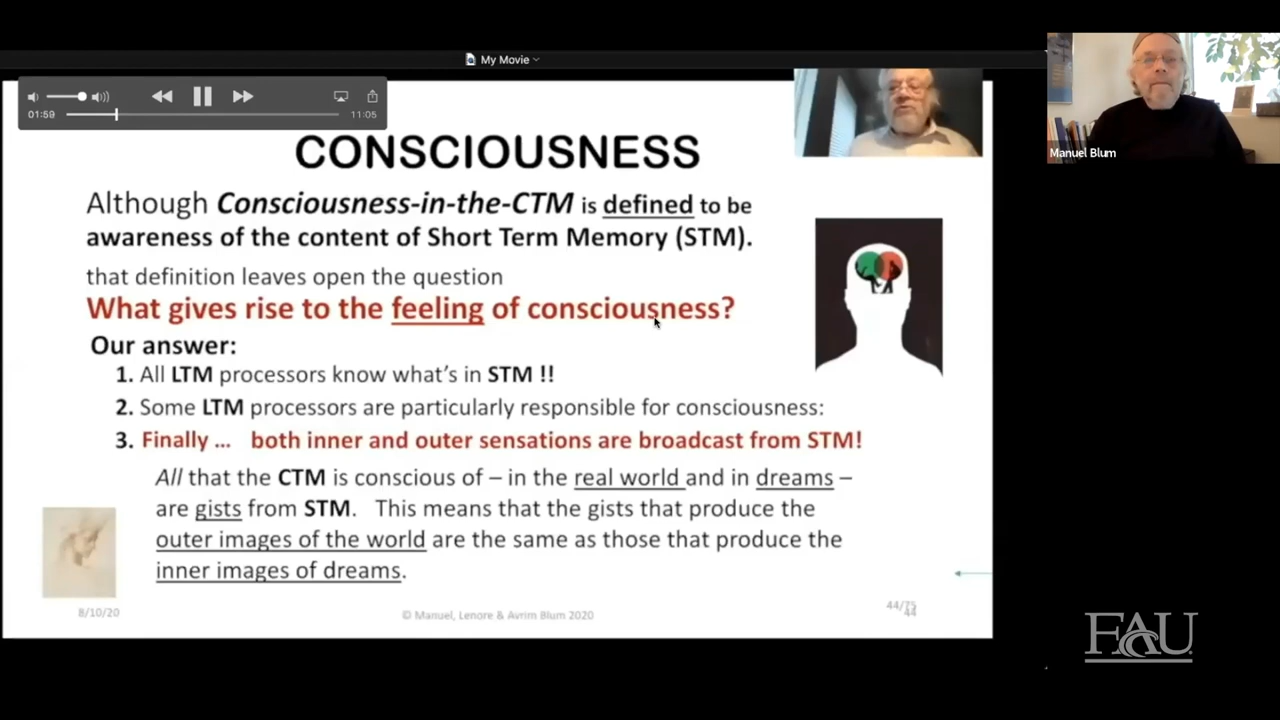 My Movie
01:59
11:05
CONSCIOUSNESS
Manuel Blum
Although Consciousness-in-the-CTM is defined to be
awareness of the content of Short Term Memory (STM).
that definition leaves open the question
What gives rise to the feeling of consciousness?
Our answer:
1. All LTM processors know what's in STM !!
2. Some LTM processors are particularly responsible for consciousness:
3. Finally ... both inner and outer sensations are broadcast from STM!
All that the CTM is conscious of – in the real world and in dreams –
are gists from STM. This means that the gists that produce the
outer images of the world are the same as those that produce the
inner images of dreams.
8/10/20
© Manuel, Lenore & Avrim Blum 2020
44/75
44
FAU